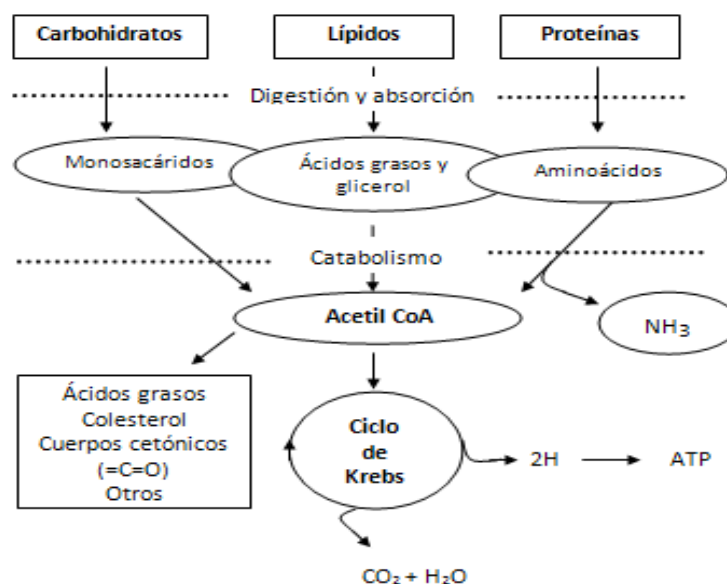 Carbohidratos
Lípidos
Proteínas
Digestión y absorción
Monosacáridos
Ácidos grasos y
glicerol
Aminoácidos
Catabolismo
Acetil CoA
NH₃
Ácidos grasos
Colesterol
Cuerpos cetónicos
(=C=O)
Otros
Ciclo
de
Krebs
2H
ATP
CO₂ + H₂O